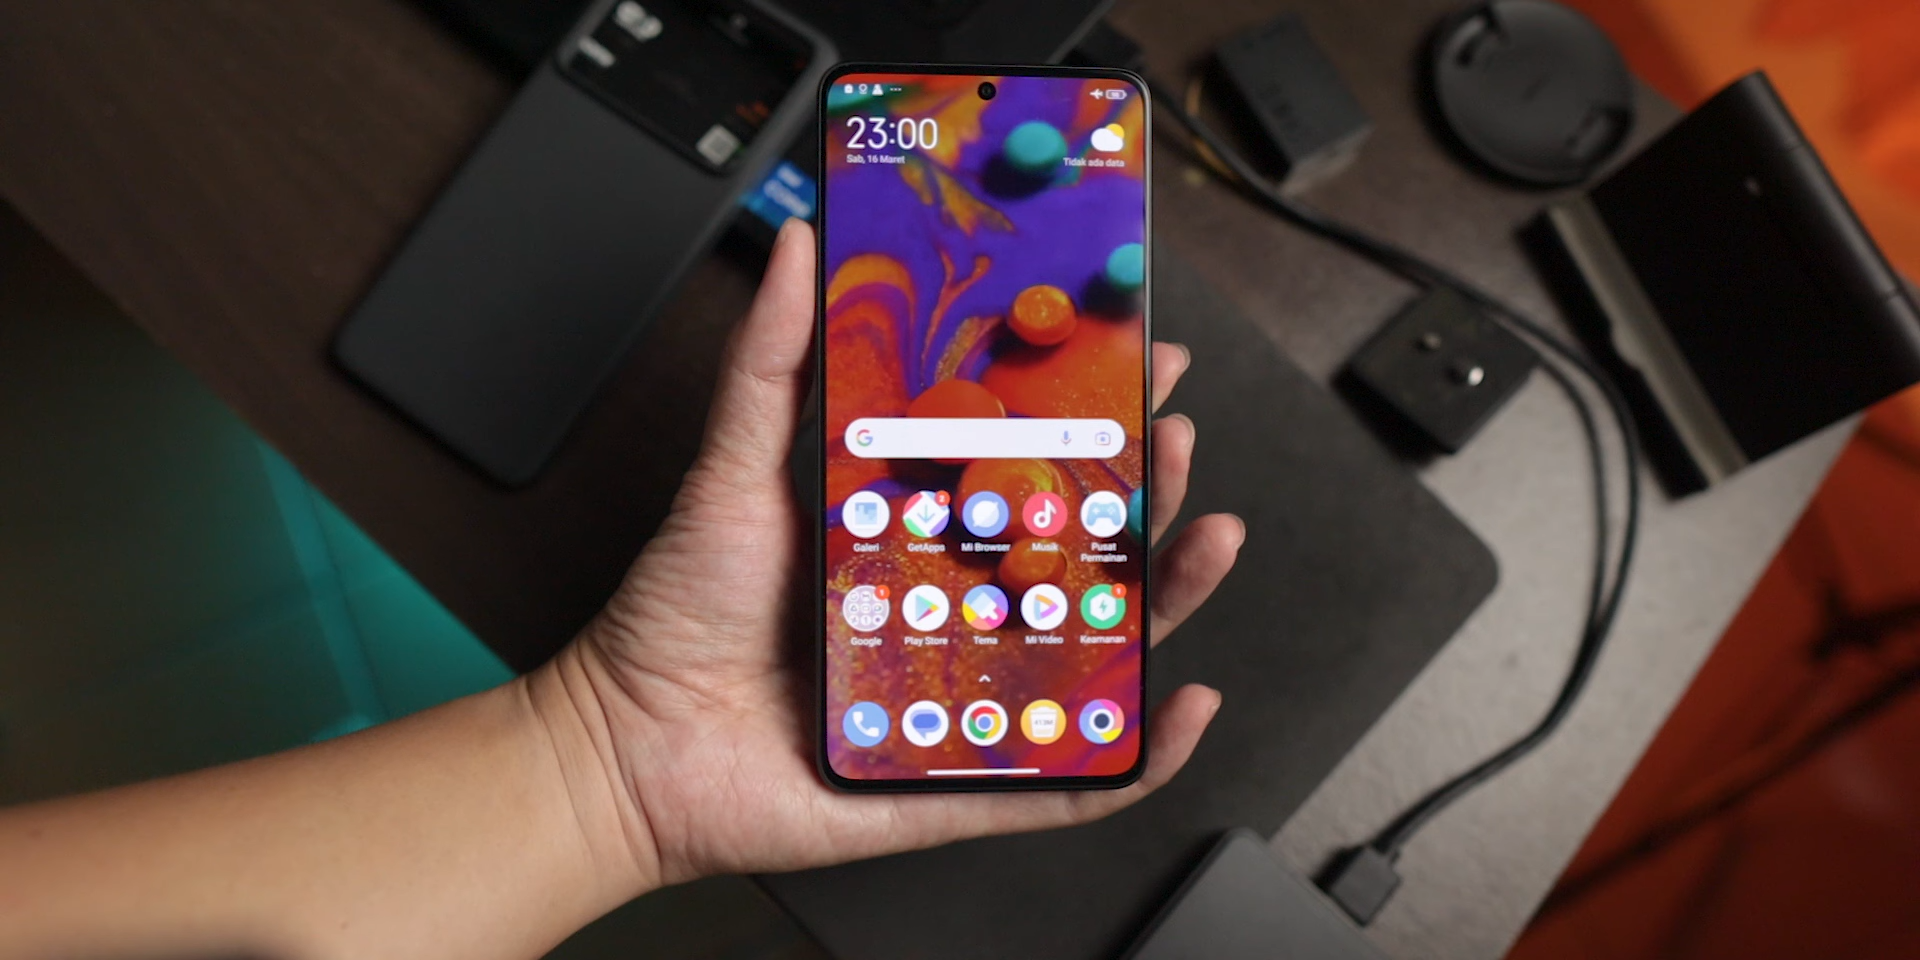 23:00
Sab, 16 Maret
Tidak ada data
Galeri
GetApps
Mi Browser
Musik
Pusat
Permainan
Google
Play Store
Tema
Mi Video
Keamanan